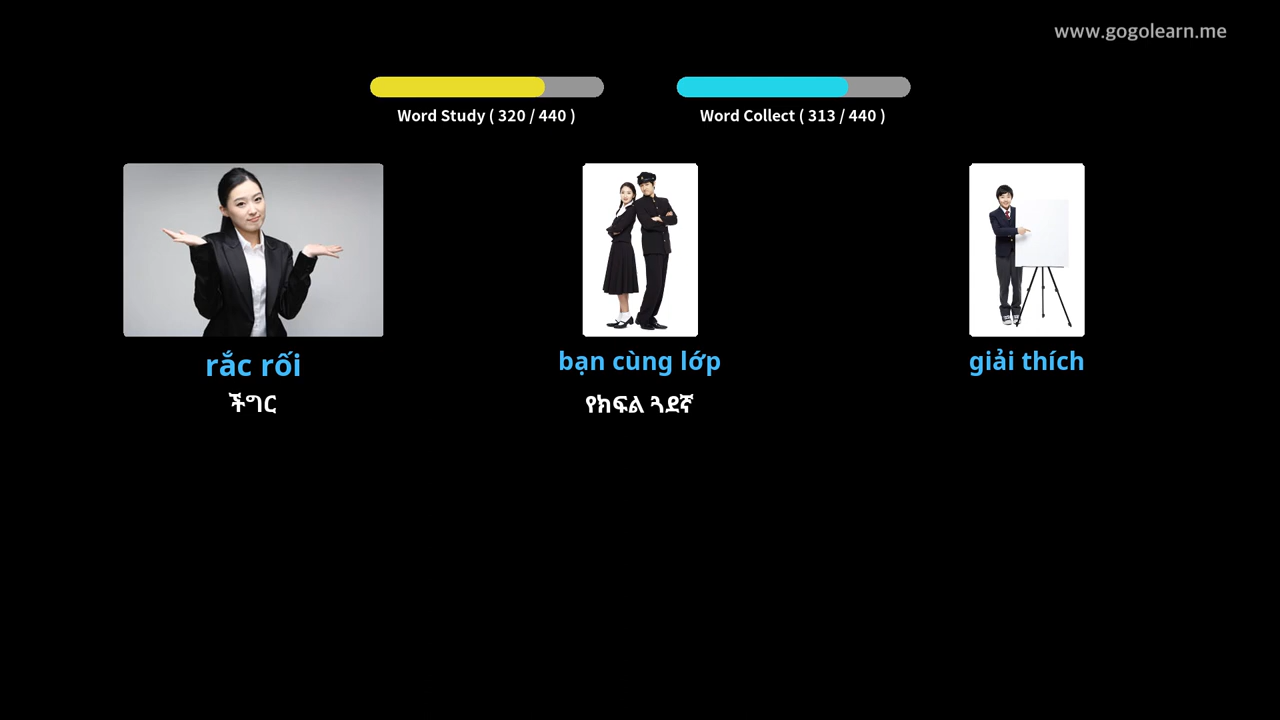 www.gogolearn.me
Word Study ( 320 / 440 )
Word Collect ( 313 / 440 )
rắc rối
ችግር
bạn cùng lớp
የክፍል ጓደኛ
giải thích